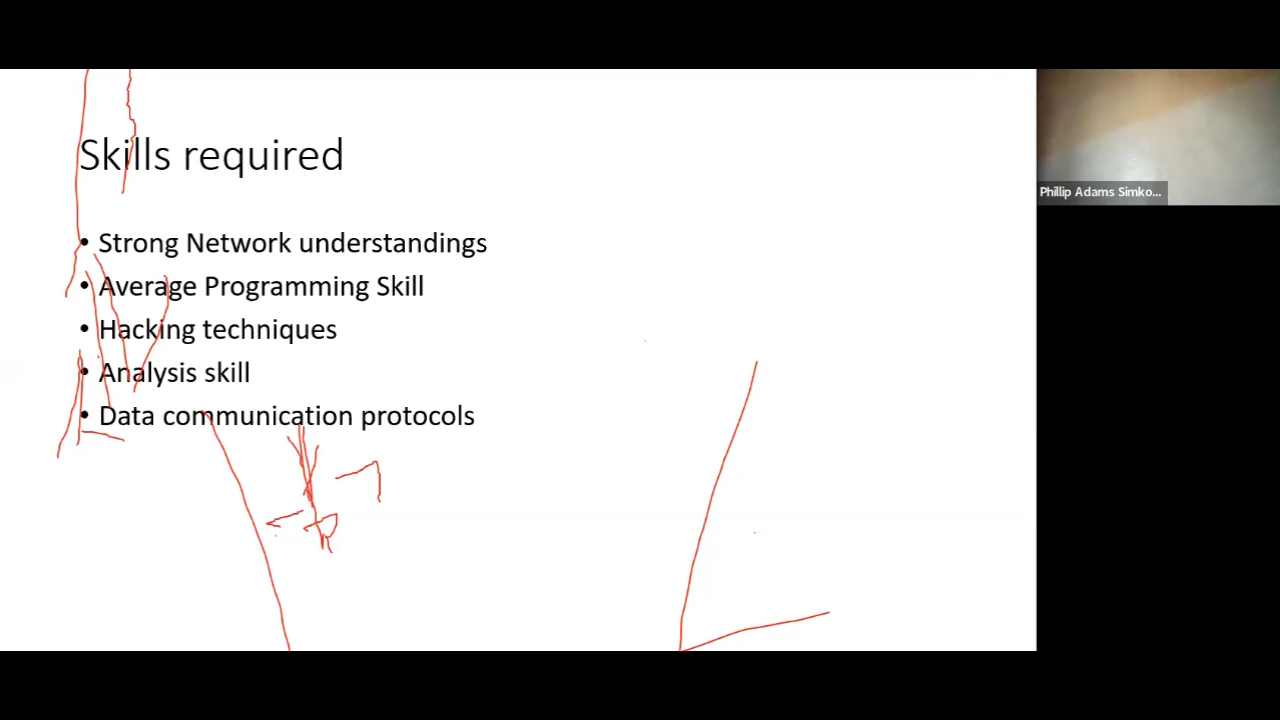 Skills required
• Strong Network understandings
• Average Programming Skill
• Hacking techniques
• Analysis skill
• Data communication protocols
Phillip Adams Simko...